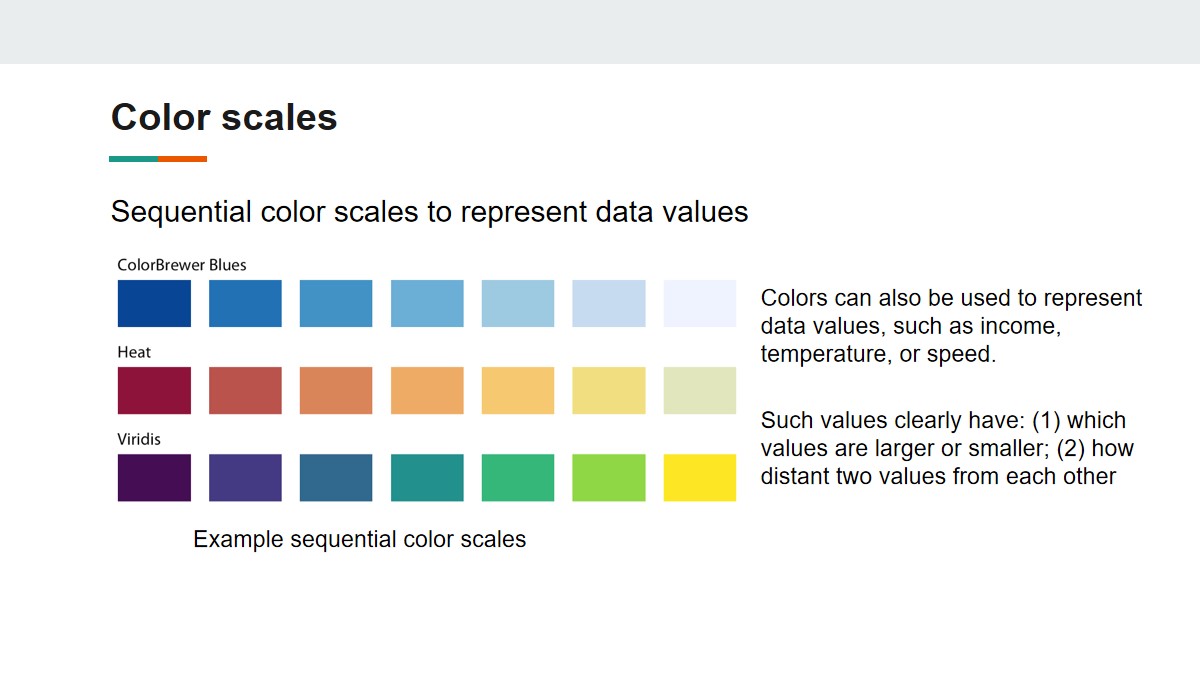 Color scales
Sequential color scales to represent data values
ColorBrewer Blues
Heat
Viridis
Example sequential color scales
Colors can also be used to represent
data values, such as income,
temperature, or speed.
Such values clearly have: (1) which
values are larger or smaller; (2) how
distant two values from each other